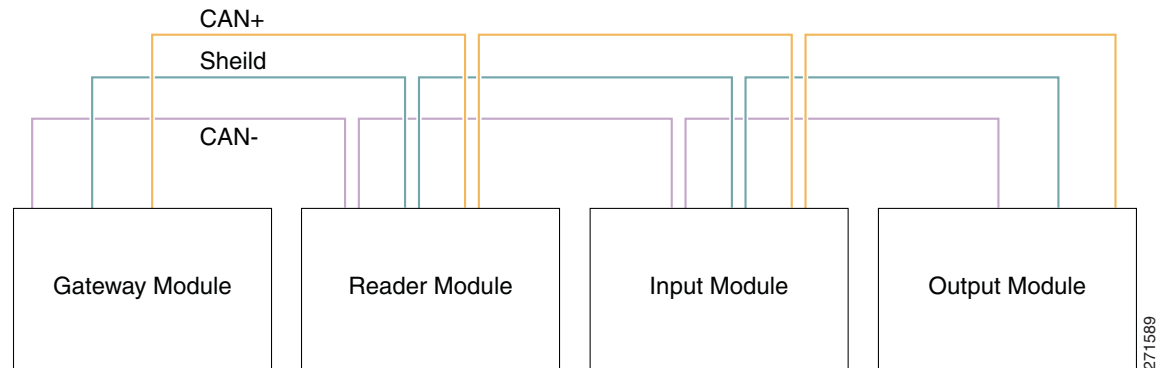 CAN+
Sheild
CAN-
Gateway Module
Reader Module
Input Module
Output Module
271589